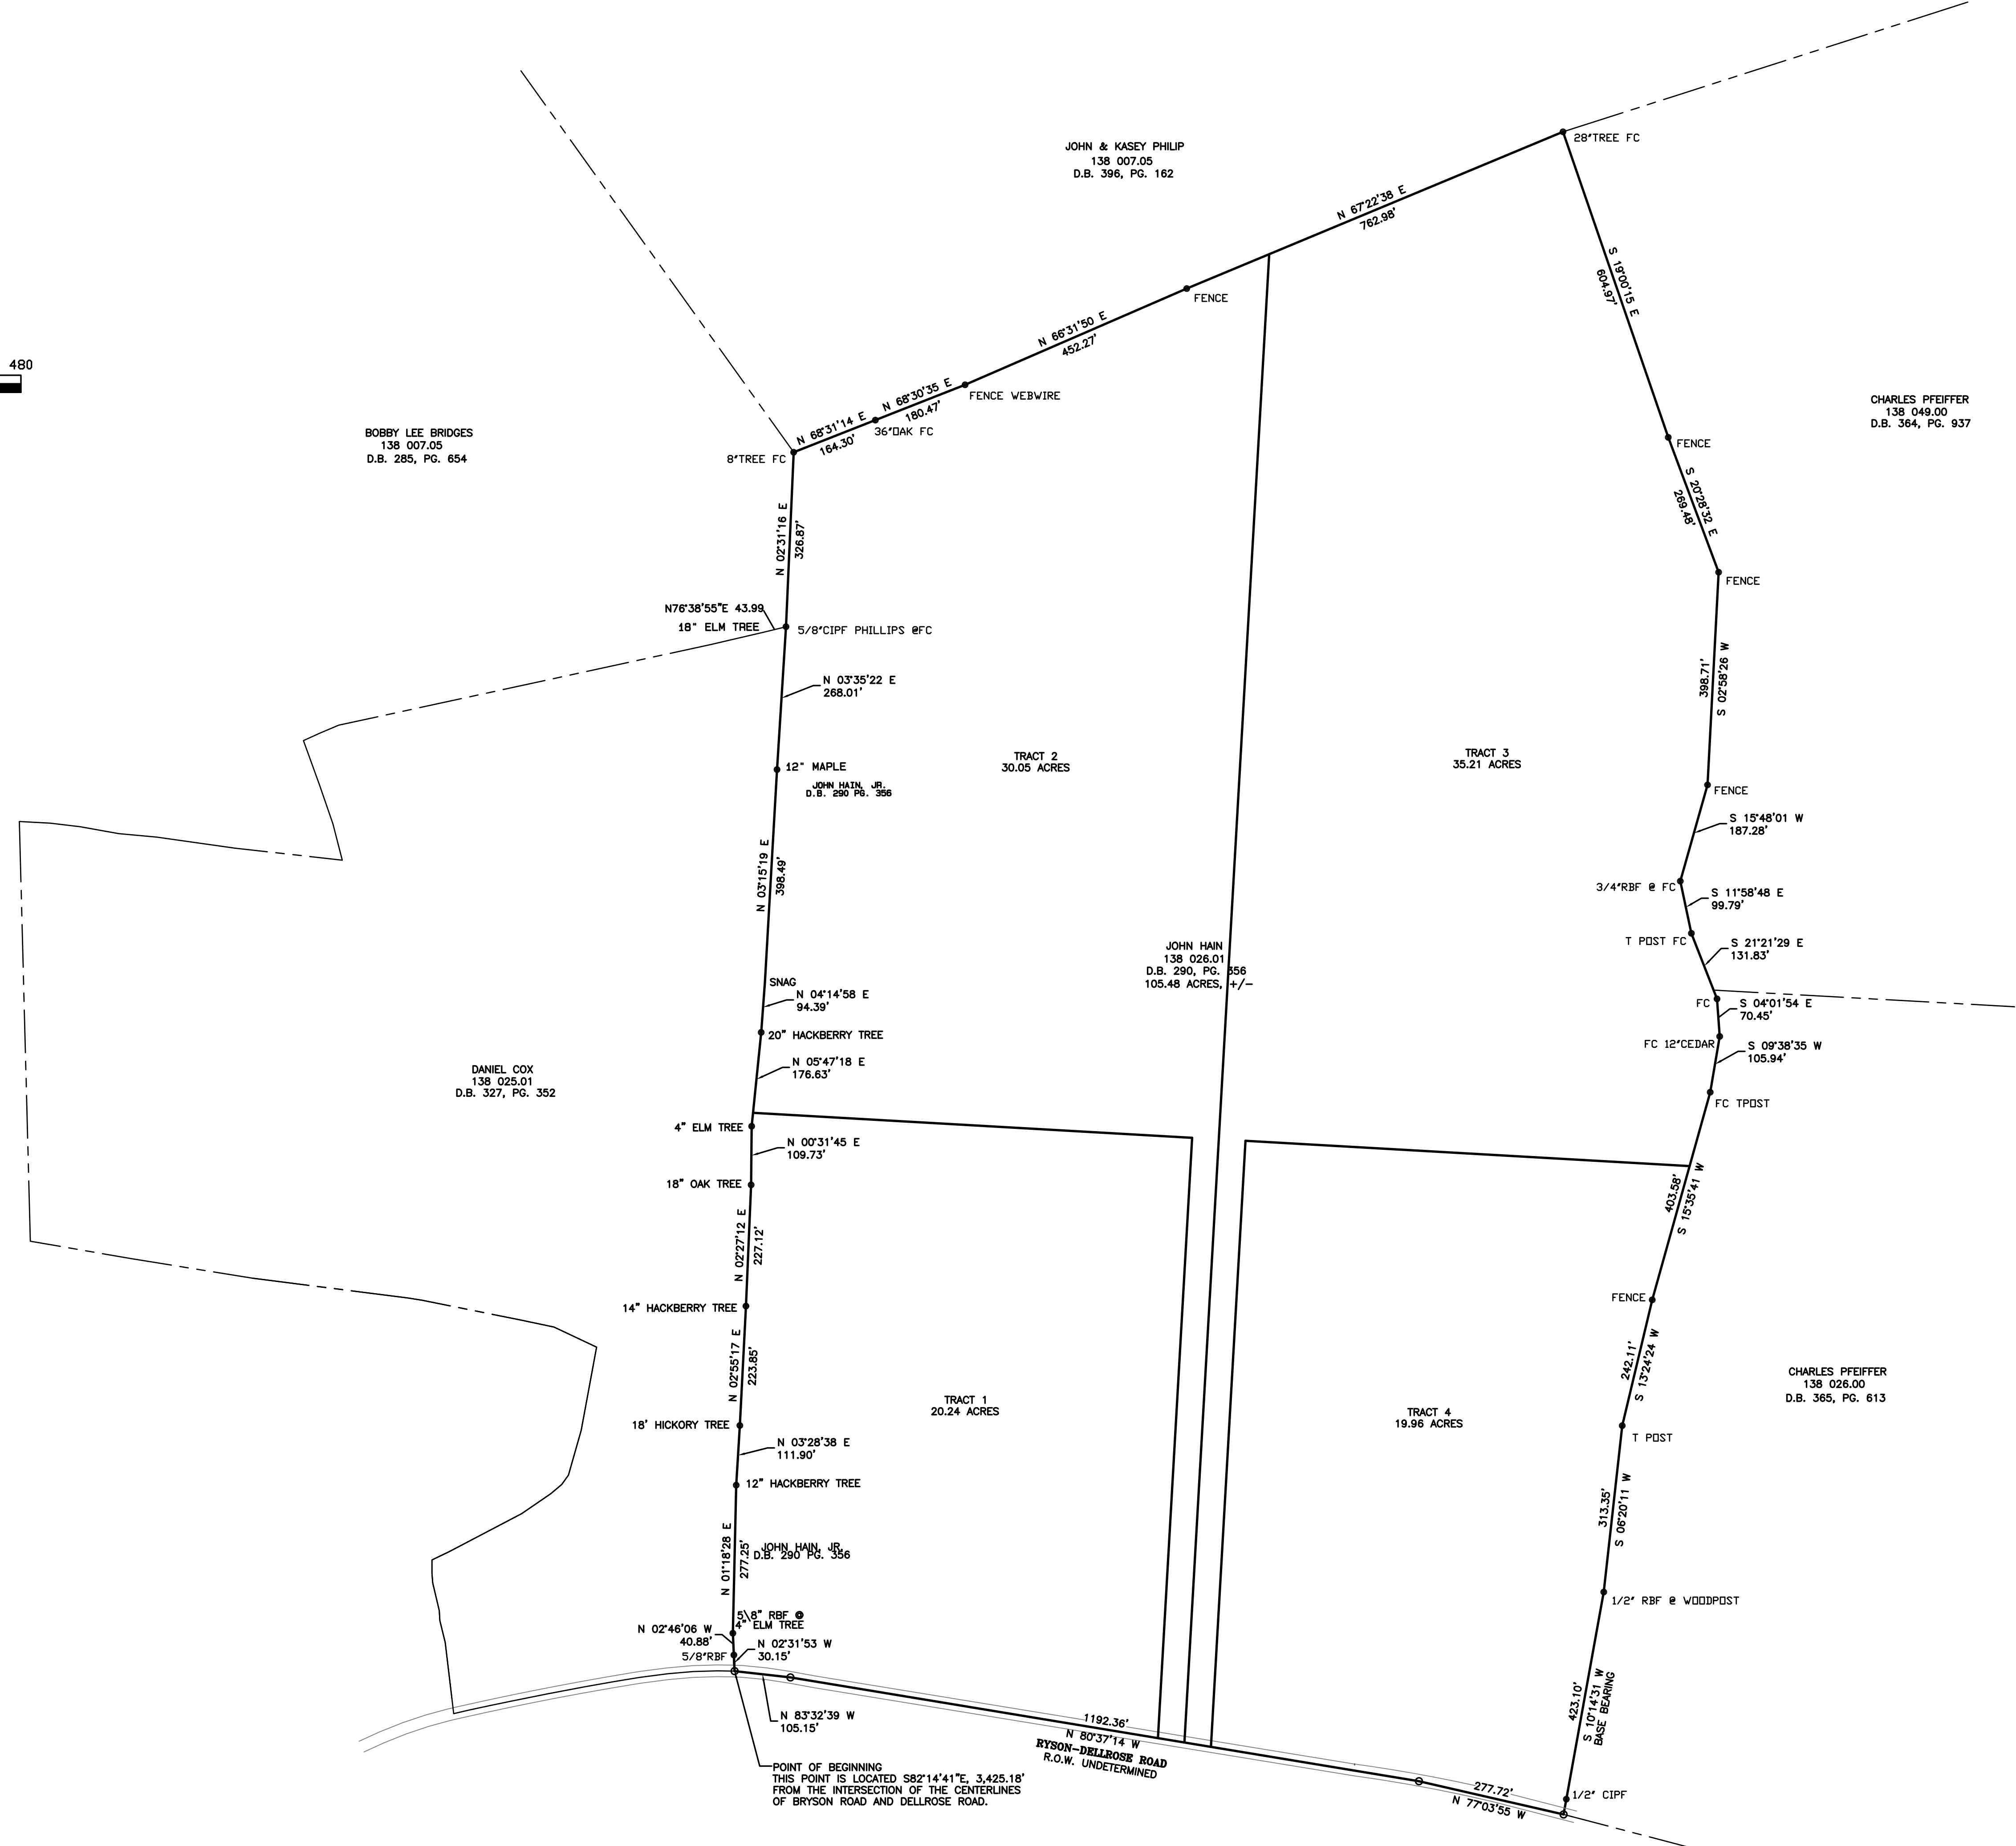 480
JOHN & KASEY PHILIP
138 007.05
D.B. 396, PG. 162
28"TREE FC
N 67°22'38 E
762.98'
FENCE
N 66°31'50 E
452.27'
FENCE WEBWIRE
N 68°30'35 E
180.47'
36"OAK FC
N 68°31'14 E
164.30'
8"TREE FC
S 19°00'15 E
604.97'
FENCE
S 20°28'32 E
269.48'
FENCE
CHARLES PFEIFFER
138 049.00
D.B. 364, PG. 937
BOBBY LEE BRIDGES
138 007.05
D.B. 285, PG. 654
N 02°31'16 E
326.87'
N76°38'55"E 43.99
18" ELM TREE
5/8"CIPF PHILLIPS @FC
N 03°35'22 E
268.01'
12" MAPLE
JOHN HAIN, JR.
D.B. 290 PG. 356
TRACT 2
30.05 ACRES
TRACT 3
35.21 ACRES
398.71'
S 02°58'26 W
FENCE
S 15°48'01 W
187.28'
3/4"RBF @ FC
S 11°58'48 E
99.79'
T POST FC
S 21°21'29 E
131.83'
FC
S 04°01'54 E
70.45'
FC 12"CEDAR
S 09°38'35 W
105.94'
FC TPOST
N 03°15'19 E
398.49'
SNAG
N 04°14'58 E
94.39'
20" HACKBERRY TREE
N 05°47'18 E
176.63'
JOHN HAIN
138 026.01
D.B. 290, PG. 356
105.48 ACRES, +/-
DANIEL COX
138 025.01
D.B. 327, PG. 352
4" ELM TREE
N 00°31'45 E
109.73'
18" OAK TREE
N 02°27'12 E
227.12'
14" HACKBERRY TREE
N 02°55'17 E
223.85'
18' HICKORY TREE
N 03°28'38 E
111.90'
12" HACKBERRY TREE
TRACT 1
20.24 ACRES
TRACT 4
19.96 ACRES
403.58'
S 15°35'41 W
FENCE
242.11'
S 13°24'24 W
T POST
CHARLES PFEIFFER
138 026.00
D.B. 365, PG. 613
313.35'
S 06°20'11 W
1/2" RBF @ WOODPOST
423.10'
S 10°14'31 W
BASE BEARING
1/2" CIPF
N 01°18'28 E
277.25'
JOHN HAIN, JR.
D.B. 290 PG. 356
5\8" RBF @
4" ELM TREE
N 02°46'06 W
40.88'
5/8"RBF
N 02°31'53 W
30.15'
N 83°32'39 W
105.15'
1192.36'
N 80°37'14 W
RYSON-DELLROSE ROAD
R.O.W. UNDETERMINED
277.72'
N 77°03'55 W
POINT OF BEGINNING
THIS POINT IS LOCATED S82°14'41"E, 3,425.18'
FROM THE INTERSECTION OF THE CENTERLINES
OF BRYSON ROAD AND DELLROSE ROAD.